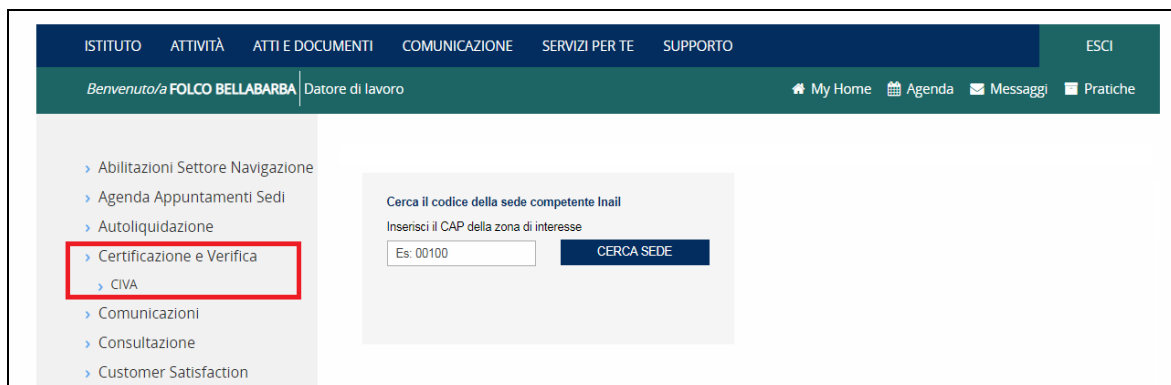 ISTITUTO ATTIVITÀ ATTI E DOCUMENTI COMUNICAZIONE SERVIZI PER TE SUPPORTO ESCI
Benvenuto/a FOLCO BELLABARBA Datore di lavoro My Home Agenda Messaggi Pratiche
Abilitazioni Settore Navigazione
Agenda Appuntamenti Sedi
Autoliquidazione
Certificazione e Verifica
CIVA
Comunicazioni
Consultazione
Customer Satisfaction
Cerca il codice della sede competente Inail
Inserisci il CAP della zona di interesse
Es: 00100 CERCA SEDE